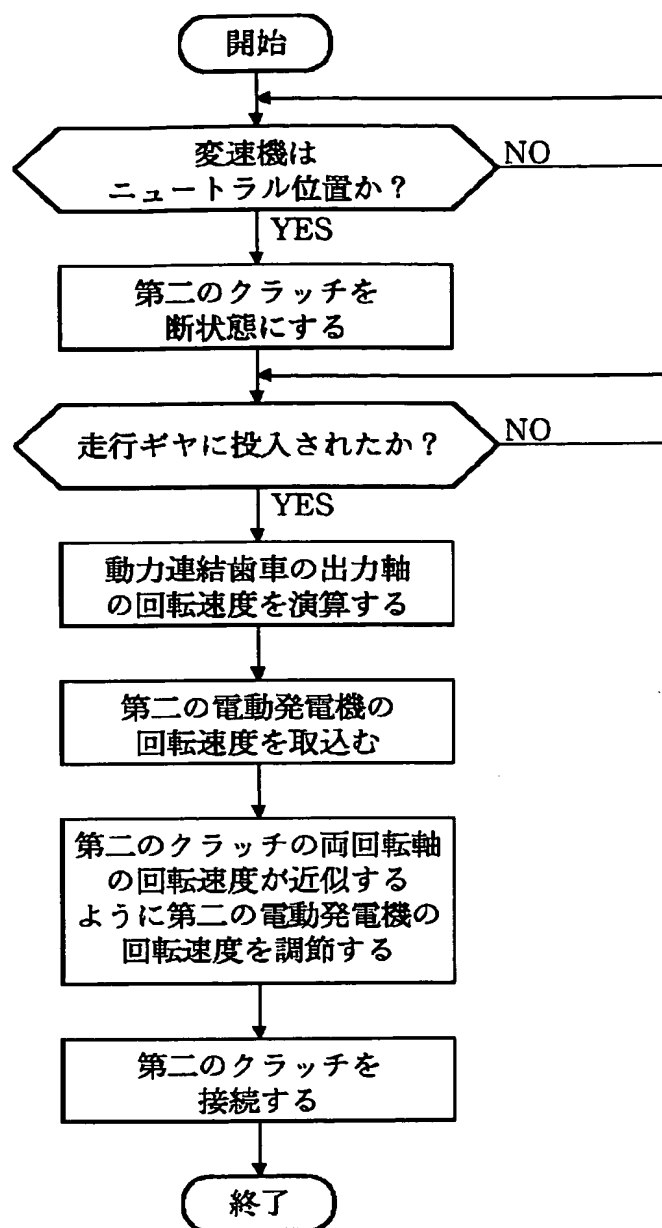 開始
変速機は
ニュートラル位置か？
NO
YES
第二のクラッチを
断状態にする
走行ギヤに投入されたか？
NO
YES
動力連結歯車の出力軸
の回転速度を演算する
第二の電動発電機の
回転速度を取込む
第二のクラッチの両回転軸
の回転速度が近似する
ように第二の電動発電機の
回転速度を調節する
第二のクラッチを
接続する
終了